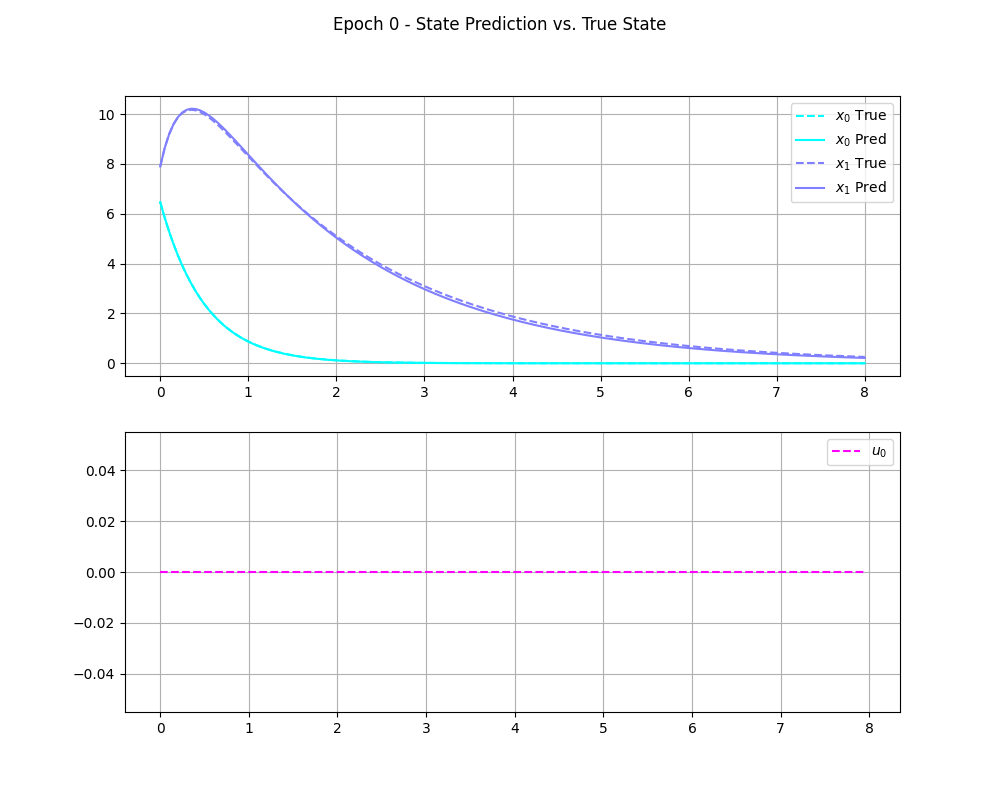 Epoch 0 - State Prediction vs. True State
10
8
6
4
2
0
x₀ True
x₀ Pred
x₁ True
x₁ Pred
0 1 2 3 4 5 6 7 8
0.04
0.02
0.00
−0.02
−0.04
u₀
0 1 2 3 4 5 6 7 8